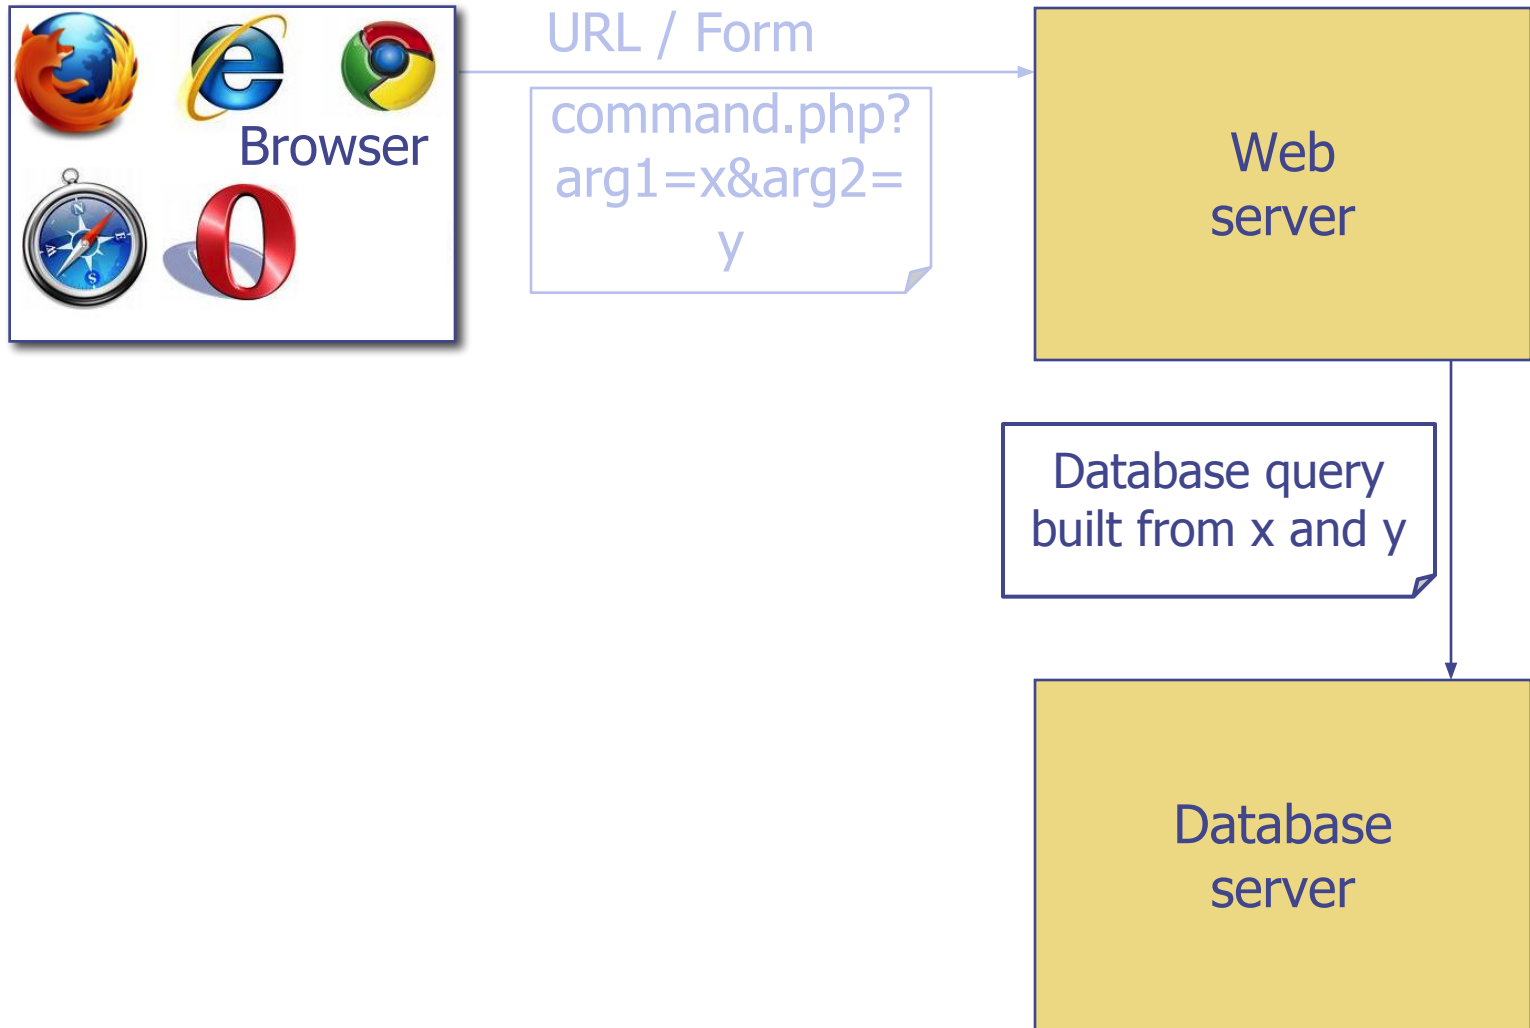 URL / Form
Browser
command.php?
arg1=x&arg2=
y
Web
server
Database query
built from x and y
Database
server